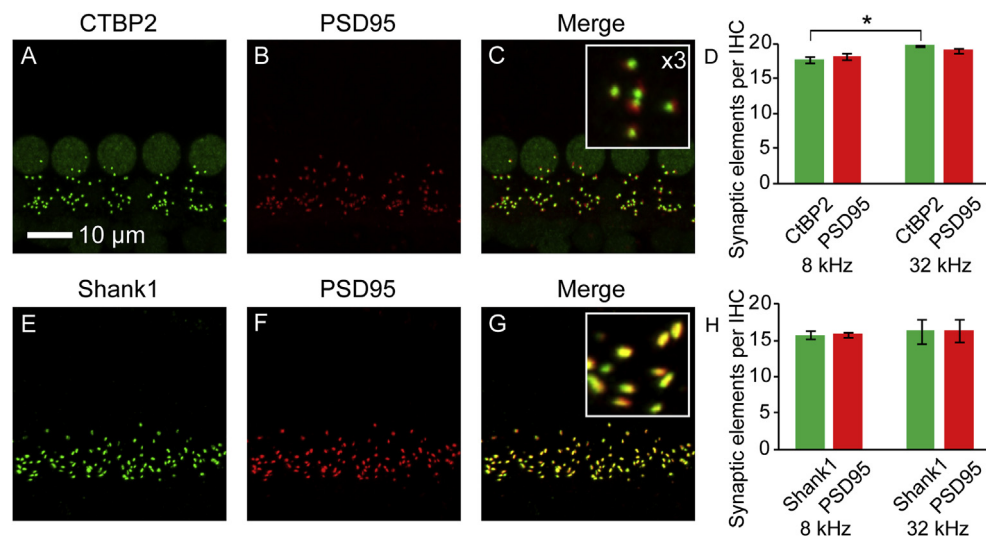 CTBP2
PSD95
Merge
A
B
C
x3
D
*
Synaptic elements per IHC
20
15
10
5
0
CtBP2
PSD95
CtBP2
PSD95
8 kHz
32 kHz
10 μm
Shank1
PSD95
Merge
E
F
G
H
Synaptic elements per IHC
20
15
10
5
0
Shank1
PSD95
Shank1
PSD95
8 kHz
32 kHz